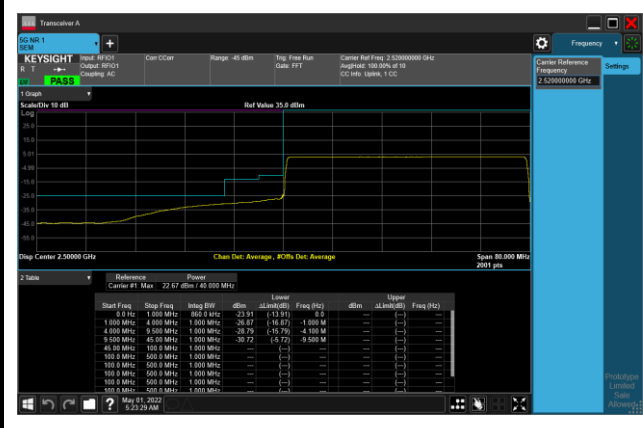 Transceiver A
5G NR 1
SEM
+
Frequency
KEYSIGHT
R T
PASS
Input: RFIO1
Output: RFIO1
Coupling: AC
Corr CCorr
Range: -45 dBm
Trig: Free Run
Gate: FFT
Carrier Ref Freq: 2.520000000 GHz
Avg|Hold: 100.00% of 10
CC Info: Uplink, 1 CC
Carrier Reference
Frequency
2.520000000 GHz
Settings
1 Graph
Scale/Div 10 dB
Ref Value 35.0 dBm
Log
25.0
15.0
5.00
-4.99
-15.0
-25.0
-35.0
-45.0
-55.0
Disp Center 2.50000 GHz
Chan Det: Average , #Offs Det: Average
Span 80.000 MHz
2001 pts
2 Table
Reference Power
Carrier #1 Max 22.67 dBm / 40.000 MHz
Lower Upper
Start Freq Stop Freq Integ BW dBm ΔLimit(dB) Freq (Hz) dBm ΔLimit(dB) Freq (Hz)
0.0 Hz 1.000 MHz 860.0 kHz -23.91 (-13.91) 0.0 --- (---) ---
1.000 MHz 4.000 MHz 1.000 MHz -26.87 (-16.87) -1.000 M --- (---) ---
4.000 MHz 9.500 MHz 1.000 MHz -28.79 (-15.79) -4.100 M --- (---) ---
9.500 MHz 45.00 MHz 1.000 MHz -30.72 (-5.72) -9.500 M --- (---) ---
45.00 MHz 100.0 MHz 1.000 MHz --- (---) --- --- (---) ---
100.0 MHz 500.0 MHz 1.000 MHz --- (---) --- --- (---) ---
100.0 MHz 500.0 MHz 1.000 MHz --- (---) --- --- (---) ---
100.0 MHz 500.0 MHz 1.000 MHz --- (---) --- --- (---) ---
100.0 MHz 500.0 MHz 1.000 MHz --- (---) --- --- (---) ---
100.0 MHz 500.0 MHz 1.000 MHz --- (---) --- --- (---) ---
?
May 01, 2022
5:23:29 AM
Prototype
Limited
Sale
Allowed